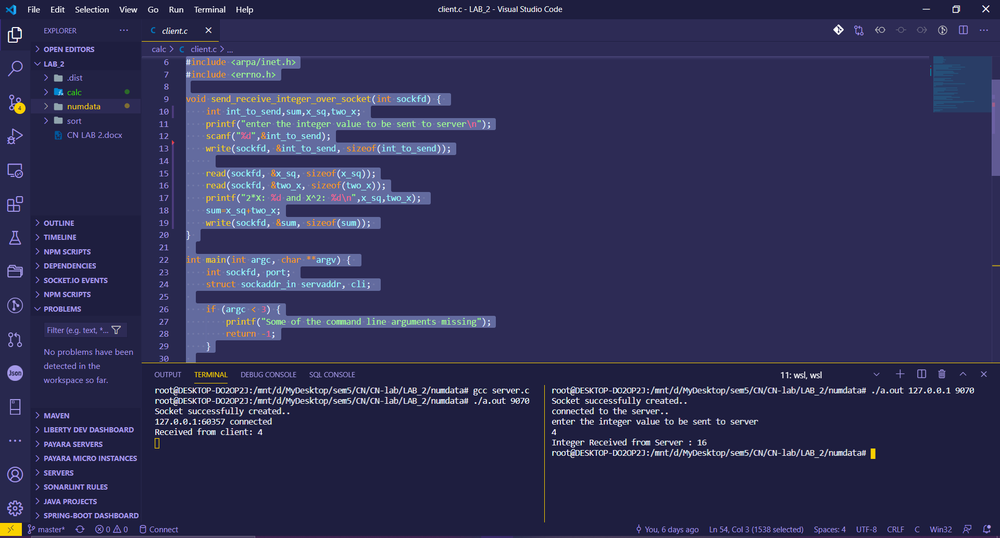 File Edit Selection View Go Run Terminal Help
client.c - LAB_2 - Visual Studio Code
EXPLORER
OPEN EDITORS
LAB_2
.dist
calc
numdata
sort
CN LAB 2.docx
OUTLINE
TIMELINE
NPM SCRIPTS
DEPENDENCIES
SOCKET.IO EVENTS
NPM SCRIPTS
PROBLEMS
Filter (e.g. text, *...
No problems have been
detected in the
workspace so far.
MAVEN
LIBERTY DEV DASHBOARD
PAYARA SERVERS
PAYARA MICRO INSTANCES
SERVERS
SONARLINT RULES
JAVA PROJECTS
SPRING-BOOT DASHBOARD
4
Json
C client.c
calc > C client.c > ...
6 #include <arpa/inet.h>
7 #include <errno.h>
8
9 void send_receive_integer_over_socket(int sockfd) {
10 int int_to_send,sum,x_sq,two_x;
11 printf("enter the integer value to be sent to server\n");
12 scanf("%d",&int_to_send);
13 write(sockfd, &int_to_send, sizeof(int_to_send));
14
15 read(sockfd, &x_sq, sizeof(x_sq));
16 read(sockfd, &two_x, sizeof(two_x));
17 printf("2*X: %d and X^2: %d\n",x_sq,two_x);
18 sum=x_sq+two_x;
19 write(sockfd, &sum, sizeof(sum));
20 }
21
22 int main(int argc, char **argv) {
23 int sockfd, port;
24 struct sockaddr_in servaddr, cli;
25
26 if (argc < 3) {
27 printf("Some of the command line arguments missing");
28 return -1;
29 }
30
OUTPUT TERMINAL DEBUG CONSOLE SQL CONSOLE
11: wsl, wsl
root@DESKTOP-DO2OP2J:/mnt/d/MyDesktop/sem5/CN/CN-lab/LAB_2/numdata# gcc server.c
root@DESKTOP-DO2OP2J:/mnt/d/MyDesktop/sem5/CN/CN-lab/LAB_2/numdata# ./a.out 9070
Socket successfully created..
127.0.0.1:60357 connected
Received from client: 4
root@DESKTOP-DO2OP2J:/mnt/d/MyDesktop/sem5/CN/CN-lab/LAB_2/numdata# ./a.out 127.0.0.1 9070
Socket successfully created..
connected to the server..
enter the integer value to be sent to server
4
Integer Received from Server : 16
root@DESKTOP-DO2OP2J:/mnt/d/MyDesktop/sem5/CN/CN-lab/LAB_2/numdata#
master* 0 0 Connect
You, 6 days ago Ln 54, Col 3 (1538 selected) Spaces: 4 UTF-8 CRLF C Win32